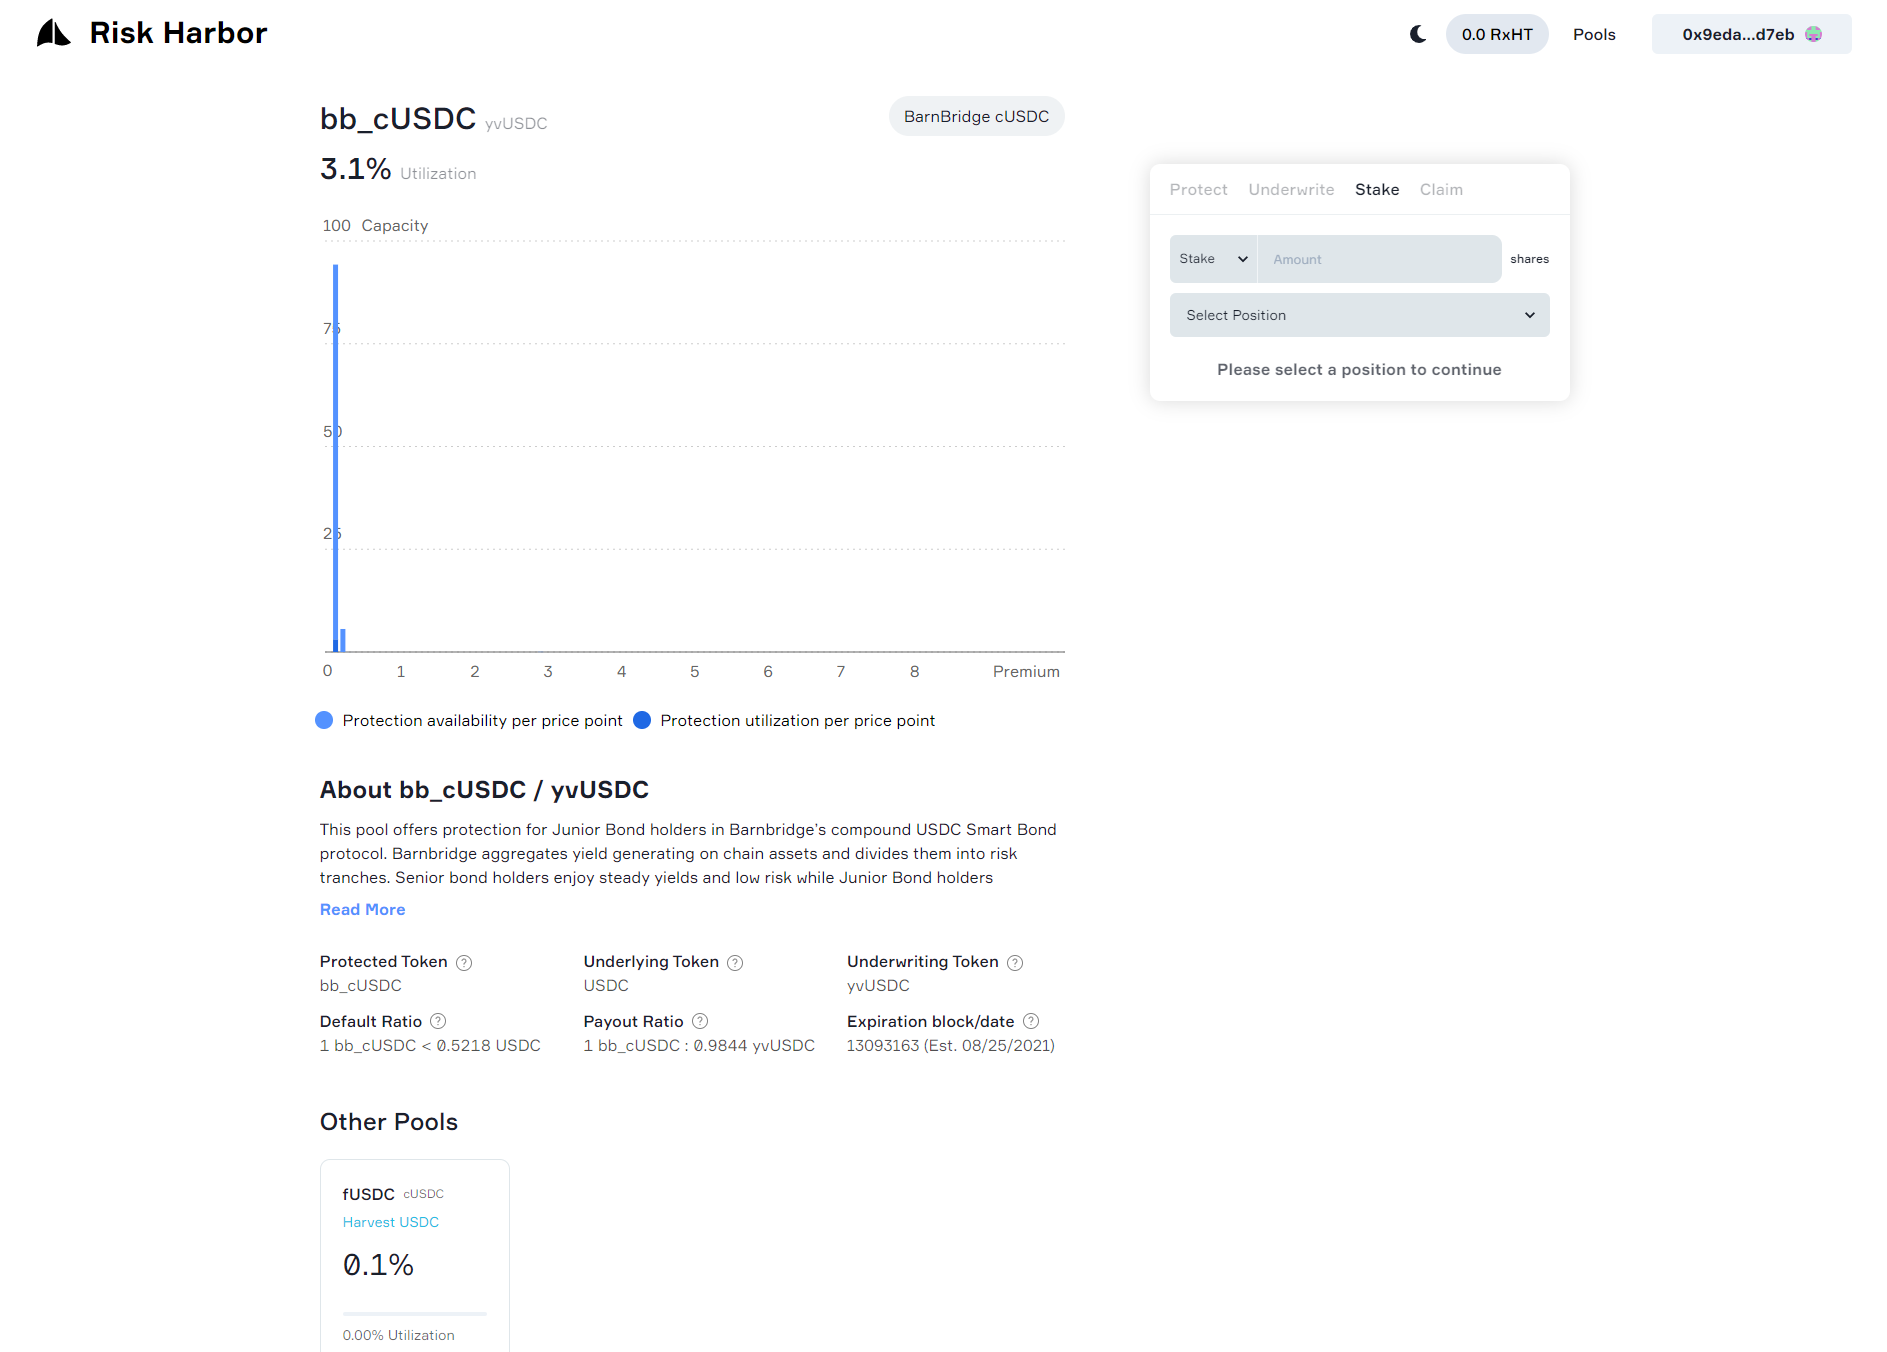 Risk Harbor
0.0 RxHT
Pools
0x9eda...d7eb
bb_cUSDC yvUSDC
BarnBridge cUSDC
3.1% Utilization
Protect Underwrite Stake Claim
Stake
Amount
shares
Select Position
Please select a position to continue
100 Capacity
75
50
25
0 1 2 3 4 5 6 7 8 Premium
Protection availability per price point Protection utilization per price point
About bb_cUSDC / yvUSDC
This pool offers protection for Junior Bond holders in Barnbridge's compound USDC Smart Bond
protocol. Barnbridge aggregates yield generating on chain assets and divides them into risk
tranches. Senior bond holders enjoy steady yields and low risk while Junior Bond holders
Read More
Protected Token ? Underlying Token ? Underwriting Token ?
bb_cUSDC USDC yvUSDC
Default Ratio ? Payout Ratio ? Expiration block/date ?
1 bb_cUSDC < 0.5218 USDC 1 bb_cUSDC : 0.9844 yvUSDC 13093163 (Est. 08/25/2021)
Other Pools
fUSDC cUSDC
Harvest USDC
0.1%
0.00% Utilization